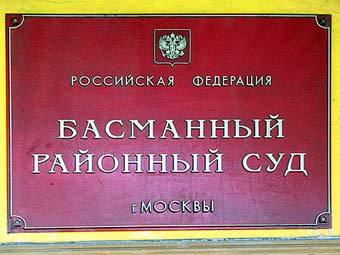 РОССИЙСКАЯ ФЕДЕРАЦИЯ
БАСМАННЫЙ
РАЙОННЫЙ СУД
г.МОСКВЫ